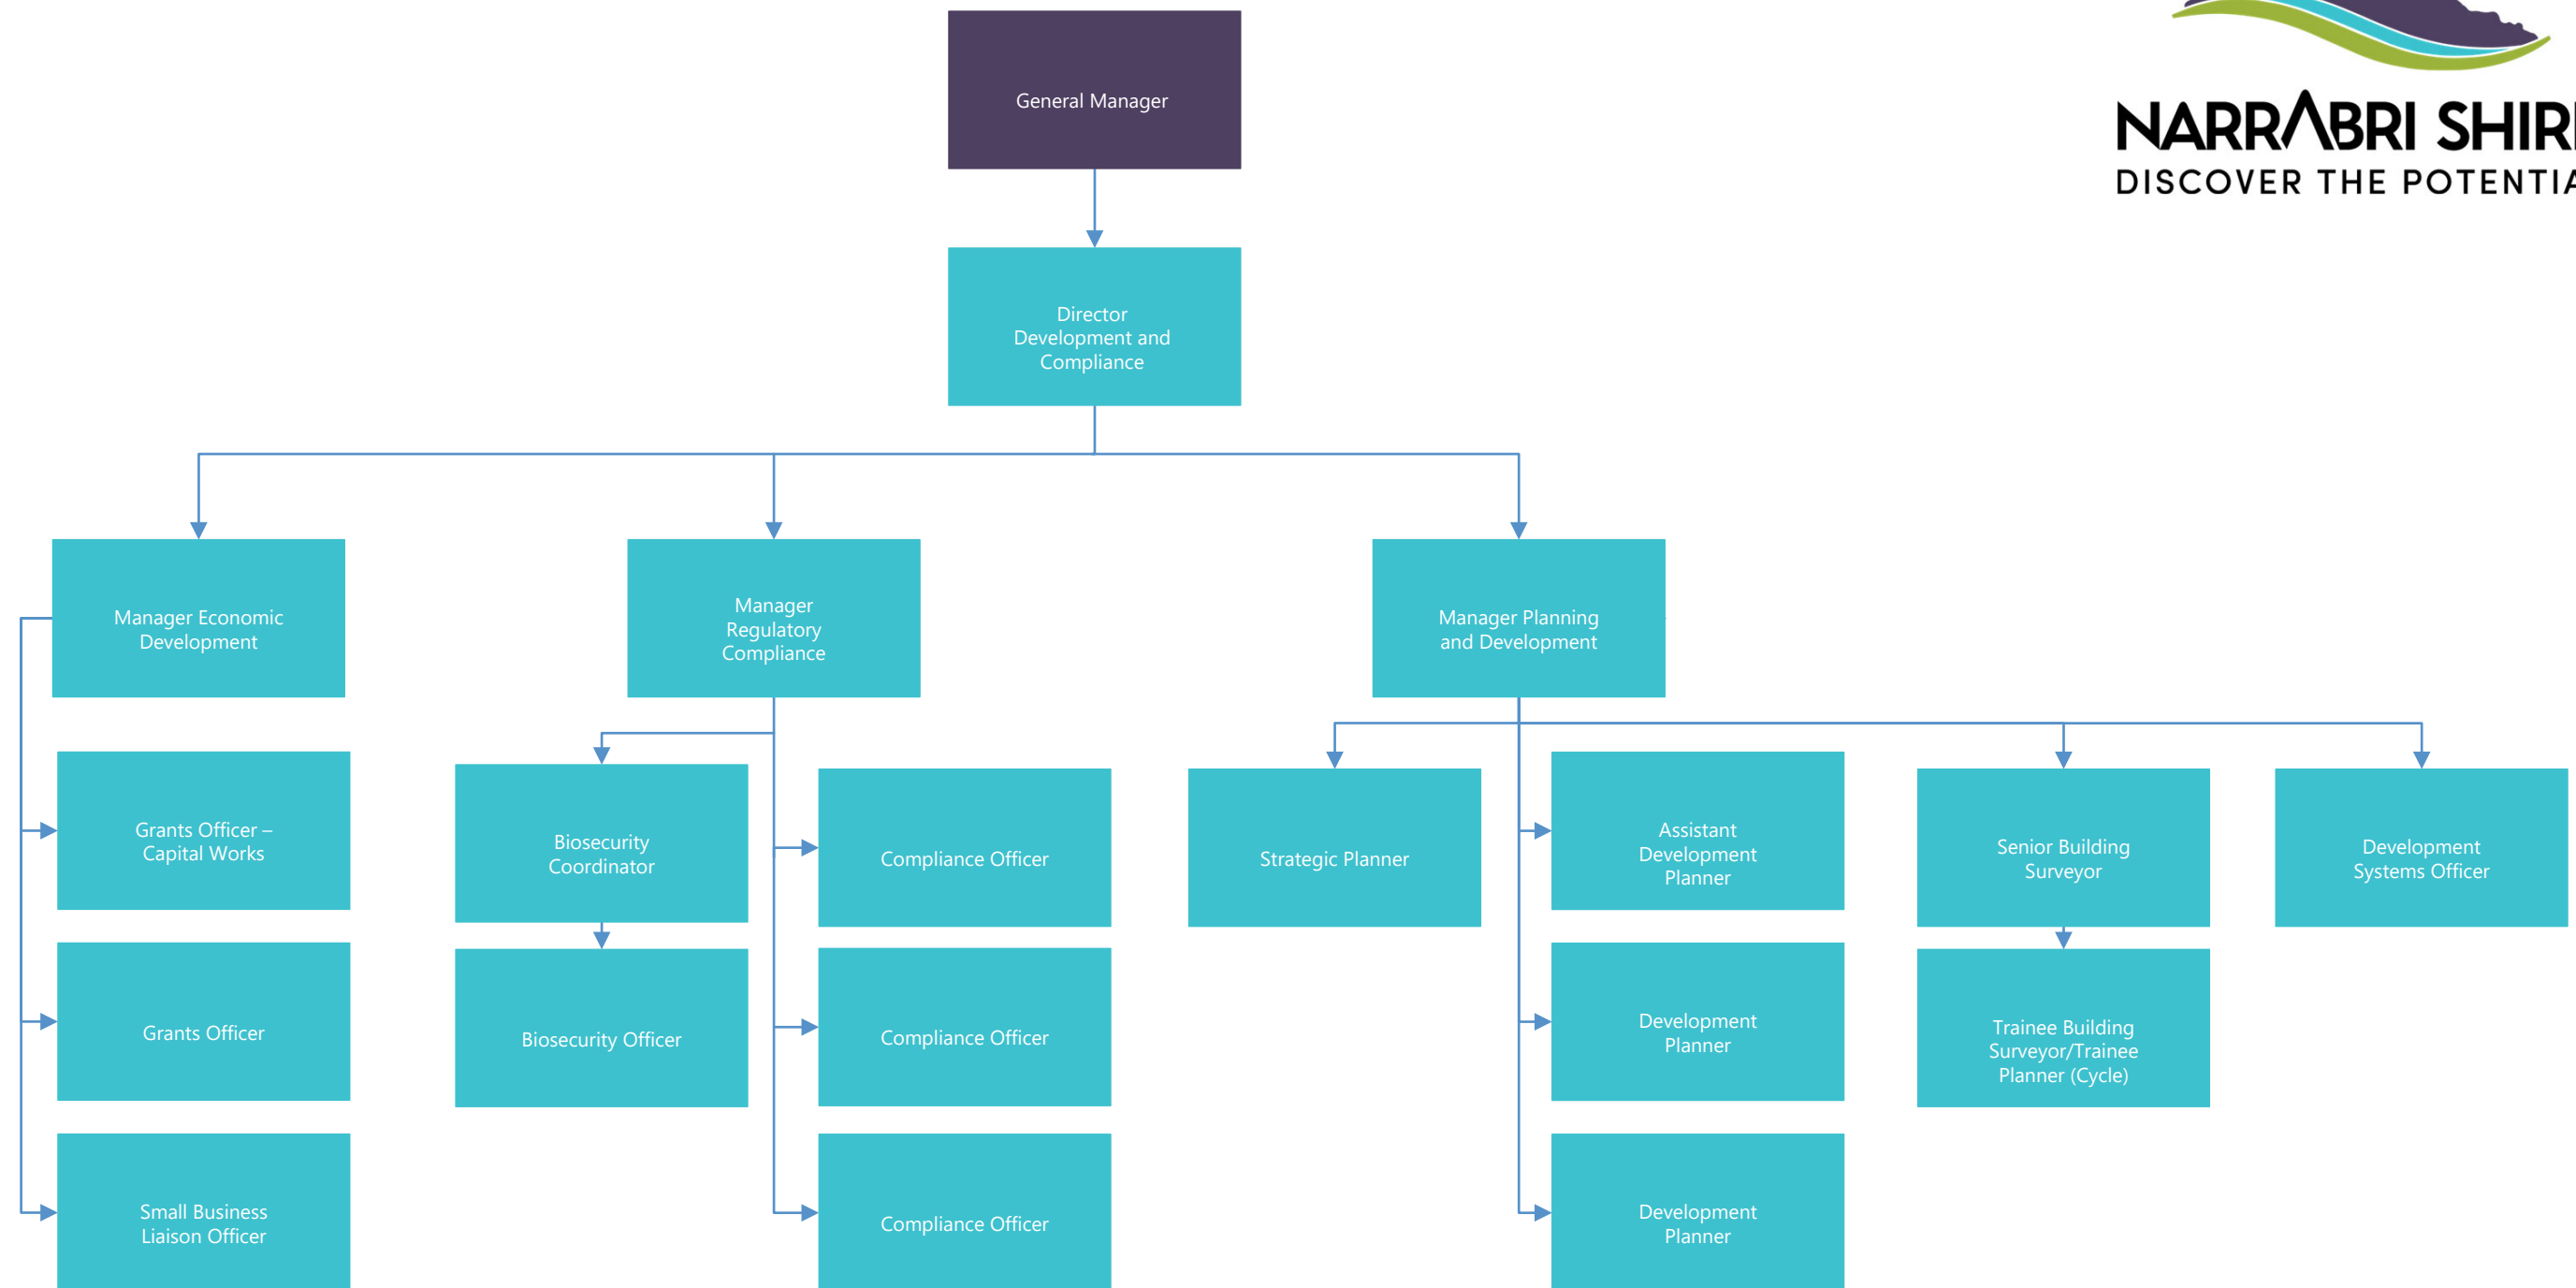 General Manager
NARRABRI SHIRE
DISCOVER THE POTENTIA
Director
Development and
Compliance
Manager Economic
Development
Manager
Regulatory
Compliance
Manager Planning
and Development
Grants Officer –
Capital Works
Biosecurity
Coordinator
Compliance Officer
Strategic Planner
Assistant
Development
Planner
Senior Building
Surveyor
Development
Systems Officer
Grants Officer
Biosecurity Officer
Compliance Officer
Development
Planner
Trainee Building
Surveyor/Trainee
Planner (Cycle)
Small Business
Liaison Officer
Compliance Officer
Development
Planner